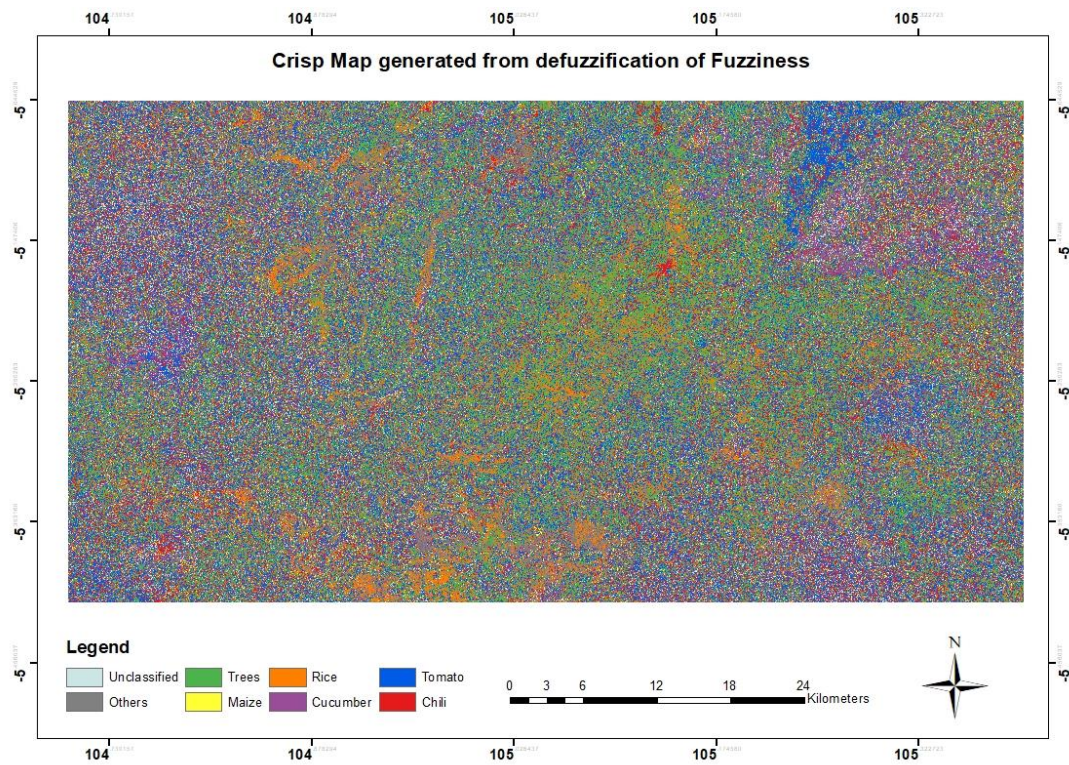 104 105 105 105 105
Crisp Map generated from defuzzification of Fuzziness
-5 -5
-5 -5
-5 -5
-5 -5
-5 -5
Legend
Unclassified Trees Rice Tomato
Others Maize Cucumber Chili
N
0 3 6 12 18 24
Kilometers
104 104 105 105 105